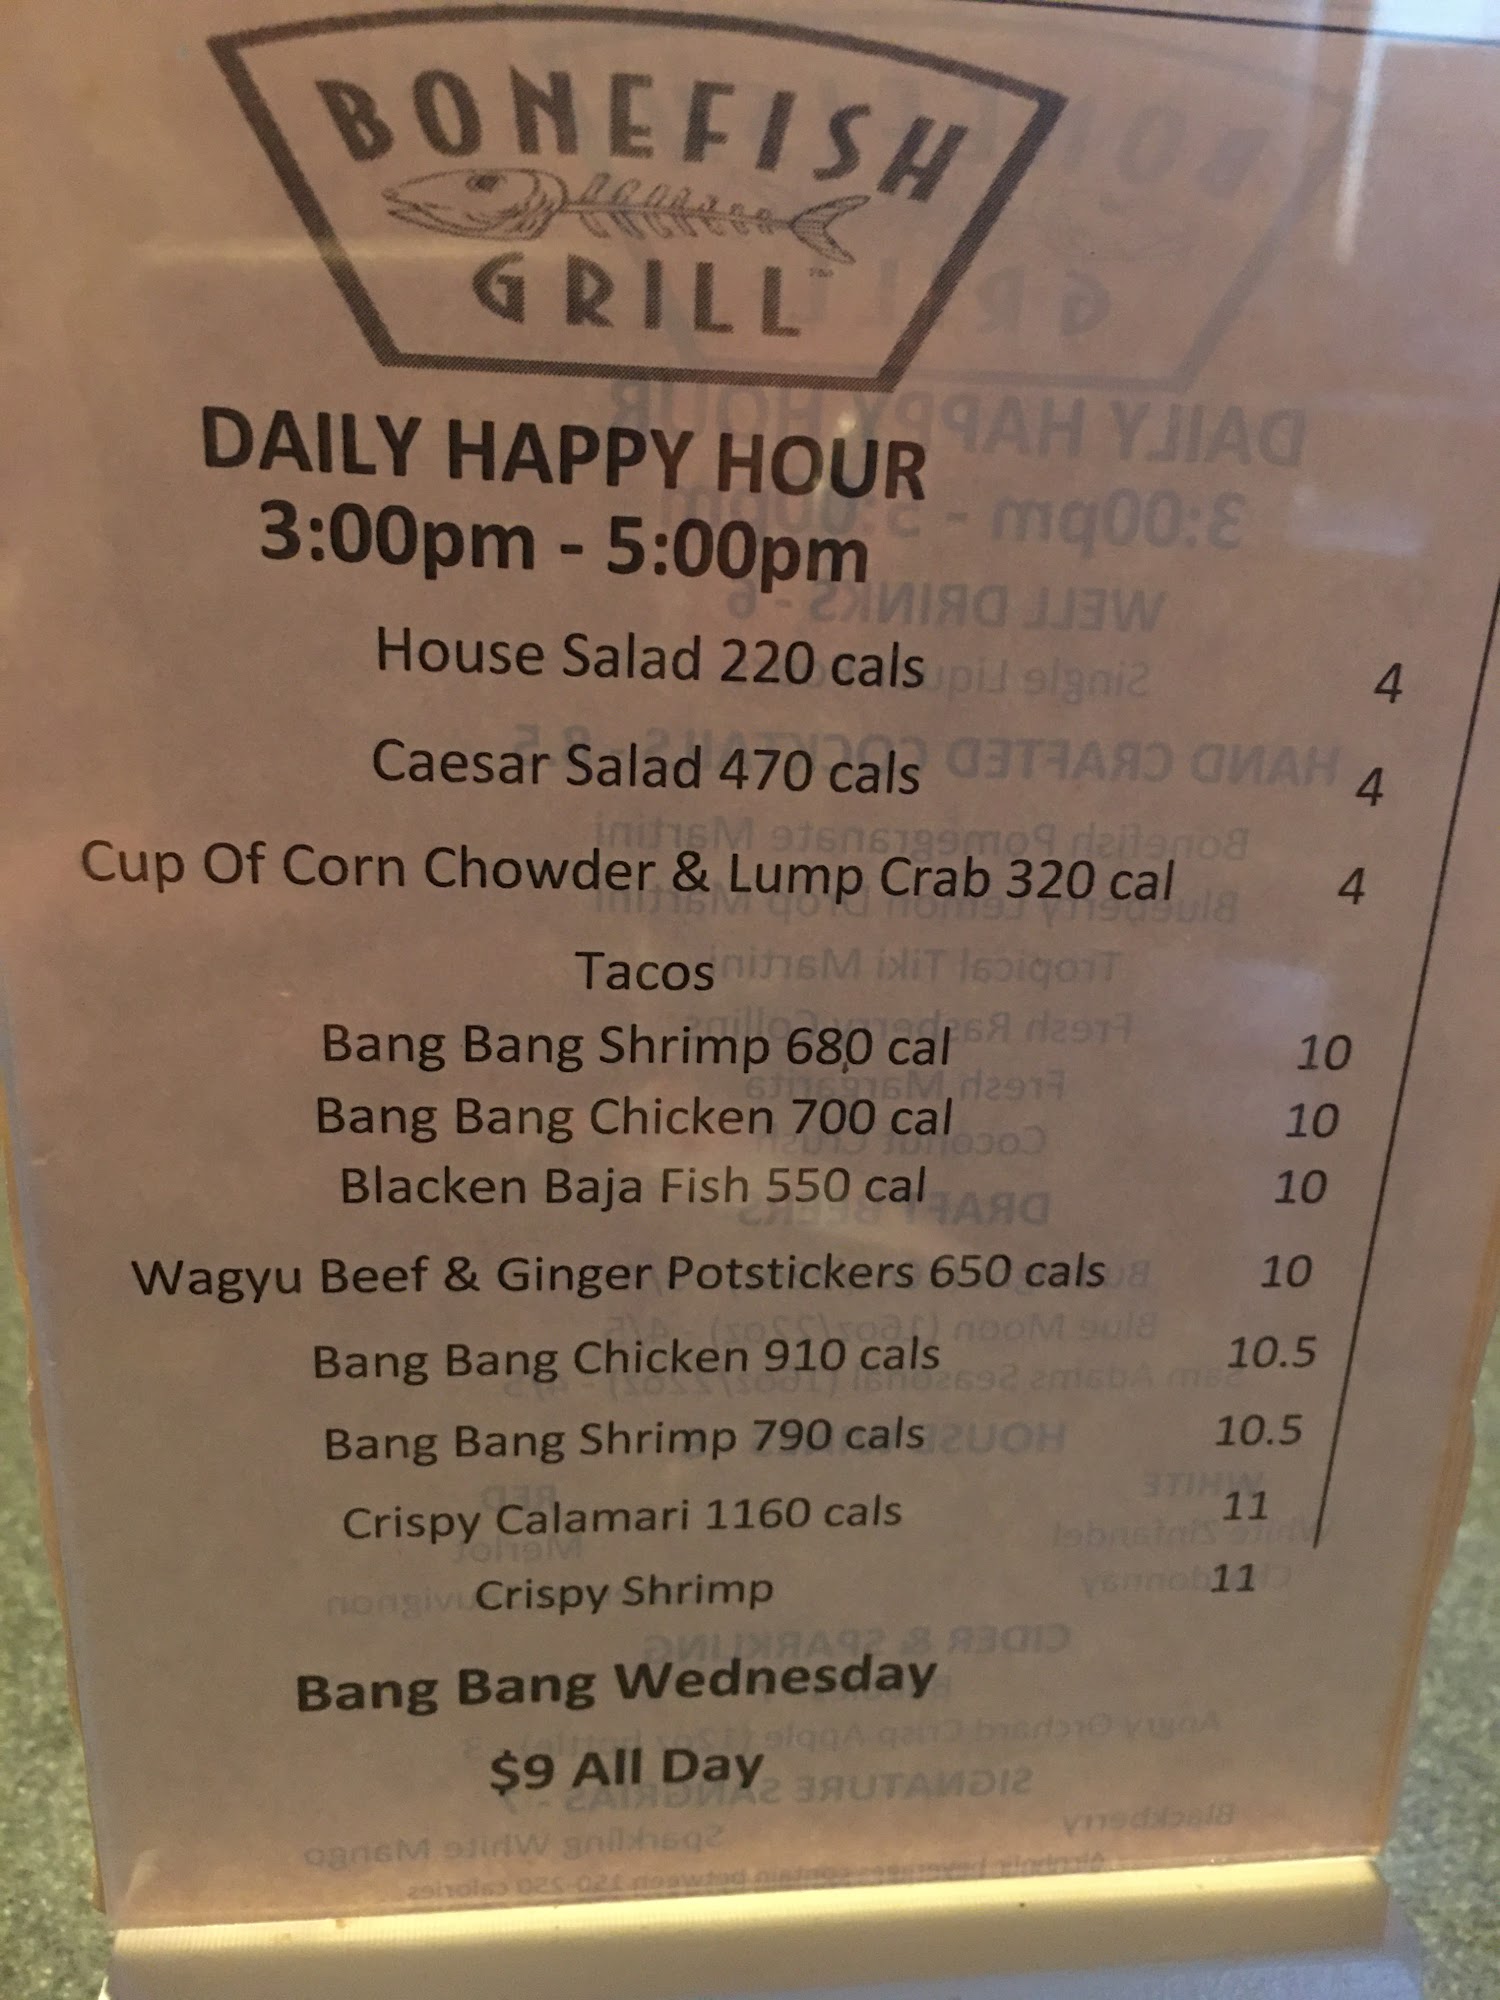 BONEFISH
GRILL™
DAILY HAPPY HOUR
3:00pm - 5:00pm
House Salad 220 cals 4
Caesar Salad 470 cals 4
Cup Of Corn Chowder & Lump Crab 320 cal 4
Tacos
Bang Bang Shrimp 680 cal 10
Bang Bang Chicken 700 cal 10
Blacken Baja Fish 550 cal 10
Wagyu Beef & Ginger Potstickers 650 cals 10
Bang Bang Chicken 910 cals 10.5
Bang Bang Shrimp 790 cals 10.5
Crispy Calamari 1160 cals 11
Crispy Shrimp 11
Bang Bang Wednesday
$9 All Day